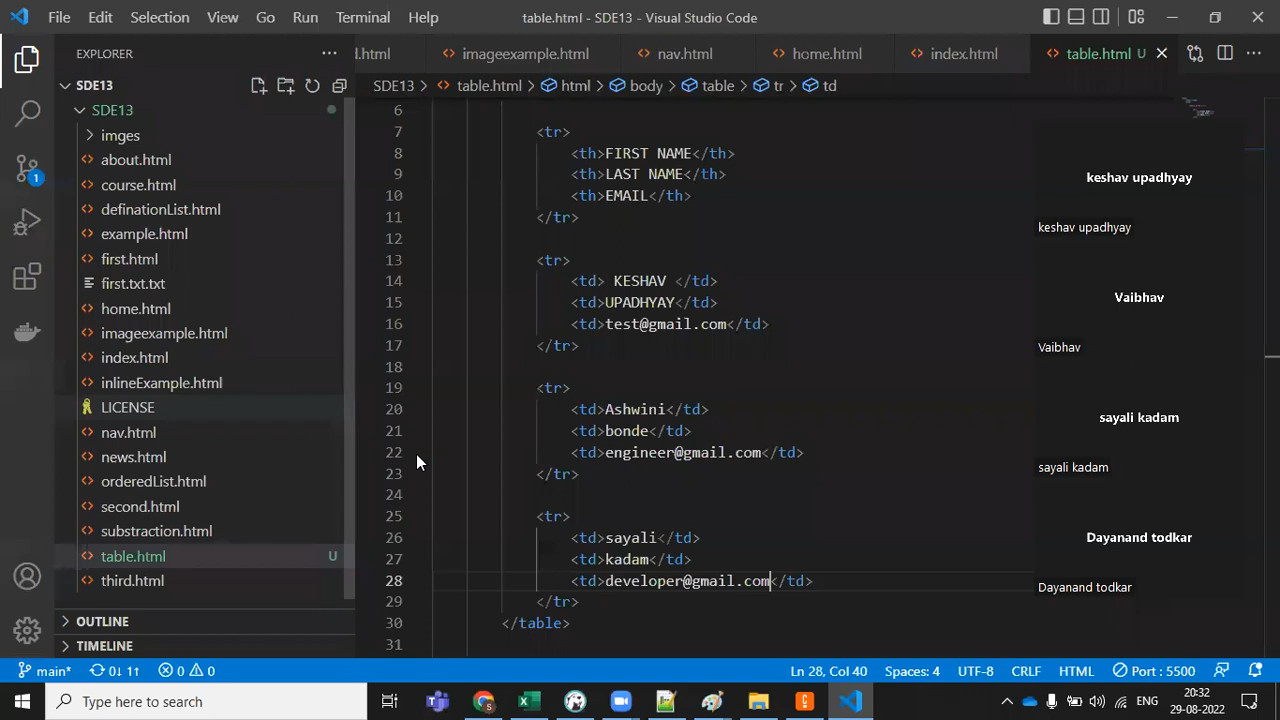 File Edit Selection View Go Run Terminal Help
table.html - SDE13 - Visual Studio Code
EXPLORER
d.html imageexample.html nav.html home.html index.html table.html U
SDE13
SDE13 > table.html > html > body > table > tr > td
SDE13
imges
about.html
course.html
definationList.html
example.html
first.html
first.txt.txt
home.html
imageexample.html
index.html
inlineExample.html
LICENSE
nav.html
news.html
orderedList.html
second.html
substraction.html
table.html U
third.html
OUTLINE
TIMELINE
1
6
7 <tr>
8 <th>FIRST NAME</th>
9 <th>LAST NAME</th>
10 <th>EMAIL</th>
11 </tr>
12
13 <tr>
14 <td> KESHAV </td>
15 <td>UPADHYAY</td>
16 <td>test@gmail.com</td>
17 </tr>
18
19 <tr>
20 <td>Ashwini</td>
21 <td>bonde</td>
22 <td>engineer@gmail.com</td>
23 </tr>
24
25 <tr>
26 <td>sayali</td>
27 <td>kadam</td>
28 <td>developer@gmail.com</td>
29 </tr>
30 </table>
31
keshav upadhyay
keshav upadhyay
Vaibhav
Vaibhav
sayali kadam
sayali kadam
Dayanand todkar
Dayanand todkar
main* 0↓ 1↑ 0 0
Ln 28, Col 40 Spaces: 4 UTF-8 CRLF HTML Port : 5500
Type here to search
ENG
20:32
29-08-2022